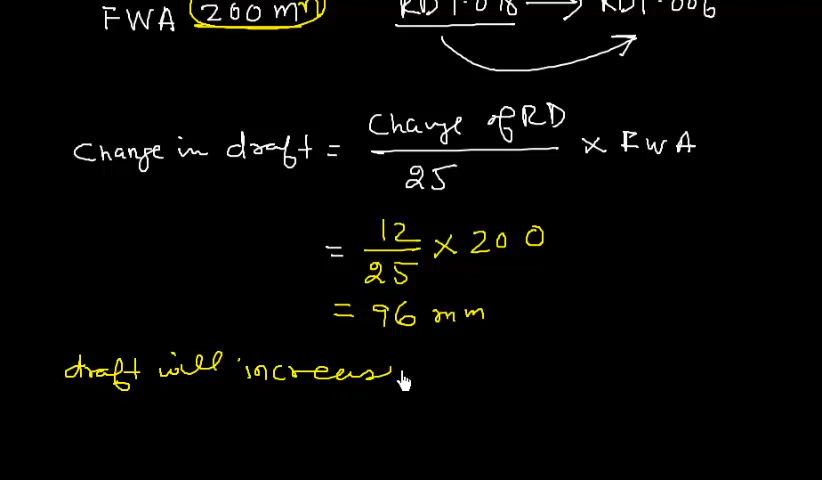 FWA 200 mm RD 1.018 → RD 1.006
Change in draft = Change of RD / 25 × FWA
= 12 / 25 × 200
= 96 mm
draft will increas